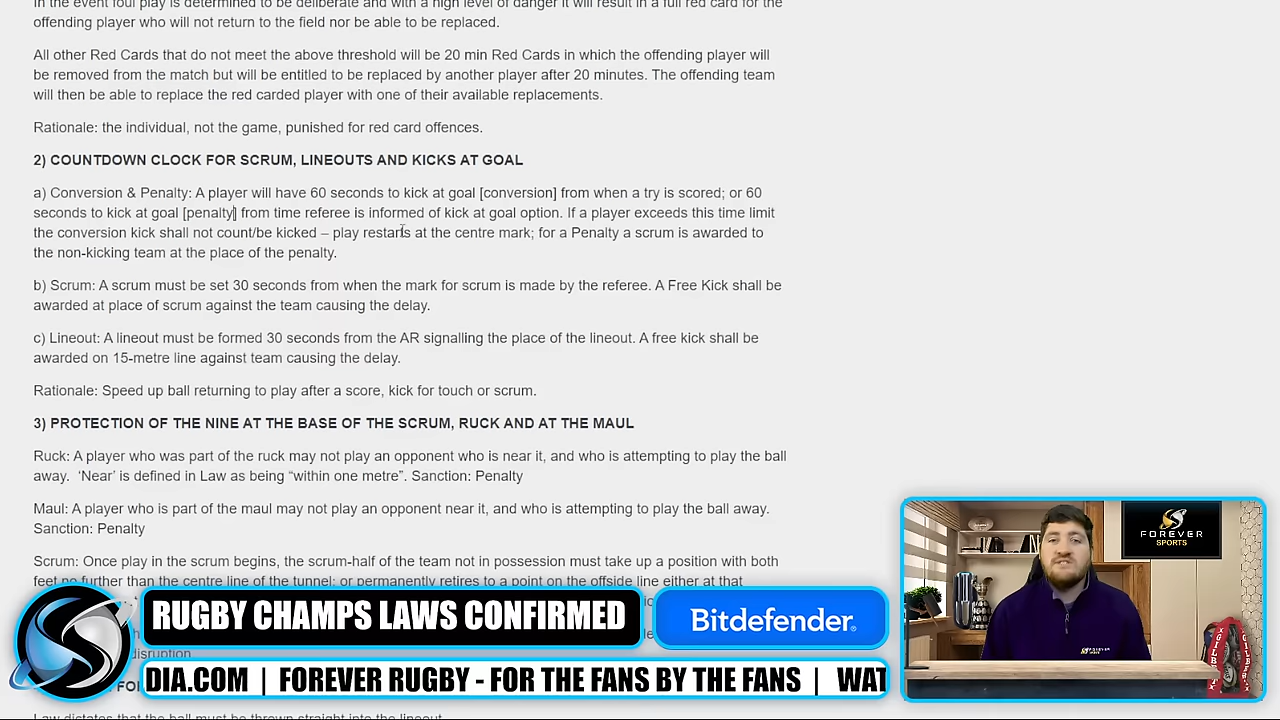 In the event foul play is determined to be deliberate and with a high level of danger it will result in a full red card for the
offending player who will not return to the field nor be able to be replaced.
All other Red Cards that do not meet the above threshold will be 20 min Red Cards in which the offending player will
be removed from the match but will be entitled to be replaced by another player after 20 minutes. The offending team
will then be able to replace the red carded player with one of their available replacements.
Rationale: the individual, not the game, punished for red card offences.
2) COUNTDOWN CLOCK FOR SCRUM, LINEOUTS AND KICKS AT GOAL
a) Conversion & Penalty: A player will have 60 seconds to kick at goal [conversion] from when a try is scored; or 60
seconds to kick at goal [penalty] from time referee is informed of kick at goal option. If a player exceeds this time limit
the conversion kick shall not count/be kicked – play restarts at the centre mark; for a Penalty a scrum is awarded to
the non-kicking team at the place of the penalty.
b) Scrum: A scrum must be set 30 seconds from when the mark for scrum is made by the referee. A Free Kick shall be
awarded at place of scrum against the team causing the delay.
c) Lineout: A lineout must be formed 30 seconds from the AR signalling the place of the lineout. A free kick shall be
awarded on 15-metre line against team causing the delay.
Rationale: Speed up ball returning to play after a score, kick for touch or scrum.
3) PROTECTION OF THE NINE AT THE BASE OF THE SCRUM, RUCK AND AT THE MAUL
Ruck: A player who was part of the ruck may not play an opponent who is near it, and who is attempting to play the ball
away. ‘Near’ is defined in Law as being “within one metre”. Sanction: Penalty
Maul: A player who is part of the maul may not play an opponent near it, and who is attempting to play the ball away.
Sanction: Penalty
Scrum: Once play in the scrum begins, the scrum-half of the team not in possession must take up a position with both
feet no further than the centre line of the tunnel; or permanently retires to a point on the offside line either at that
disruption
Law dictates that the ball must be thrown straight into the lineout
FOREVER
SPORTS
RUGBY CHAMPS LAWS CONFIRMED
Bitdefender
DIA.COM | FOREVER RUGBY - FOR THE FANS BY THE FANS | WAT
GILBERT